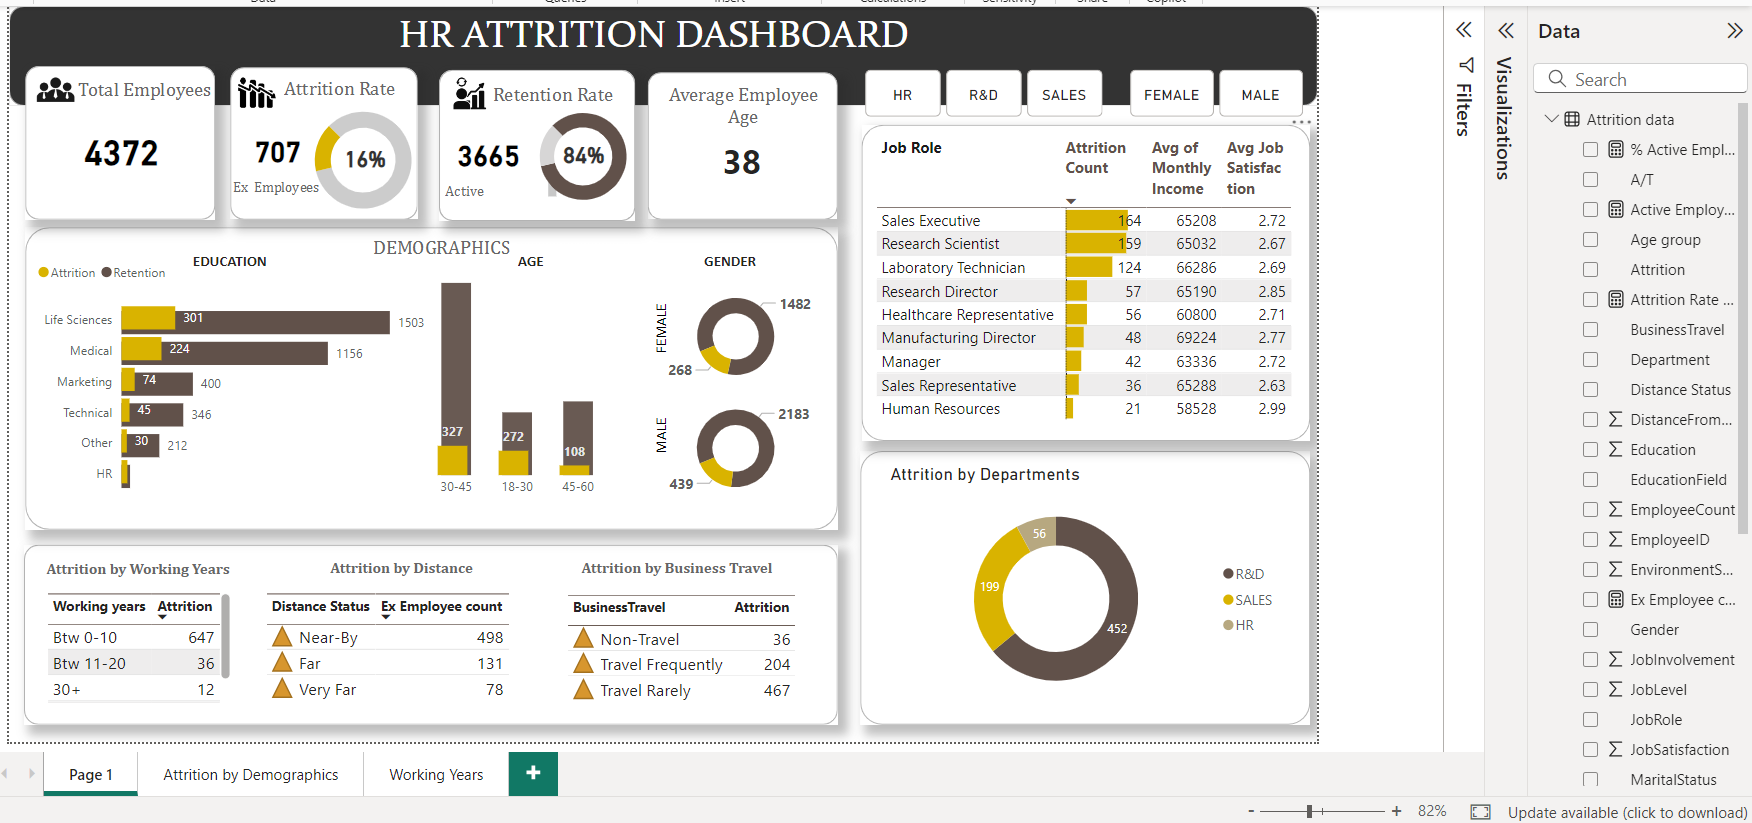 Data
Queries
Insert
Calculations
Sensitivity
Share
Copilot
HR ATTRITION DASHBOARD
Total Employees
4372
Attrition Rate
707
16%
Ex Employees
Retention Rate
3665
84%
Active
Average Employee
Age
38
HR
R&D
SALES
FEMALE
MALE
DEMOGRAPHICS
EDUCATION
Attrition Retention
Life Sciences 301 1503
Medical 224 1156
Marketing 74 400
Technical 45 346
Other 30 212
HR
AGE
327 272 108
30-45 18-30 45-60
GENDER
FEMALE
1482
268
MALE
2183
439
Job Role Attrition Count Avg of Monthly Income Avg Job Satisfac tion
Sales Executive 164 65208 2.72
Research Scientist 159 65032 2.67
Laboratory Technician 124 66286 2.69
Research Director 57 65190 2.85
Healthcare Representative 56 60800 2.71
Manufacturing Director 48 69224 2.77
Manager 42 63336 2.72
Sales Representative 36 65288 2.63
Human Resources 21 58528 2.99
Attrition by Working Years
Working years Attrition
Btw 0-10 647
Btw 11-20 36
30+ 12
Attrition by Distance
Distance Status Ex Employee count
Near-By 498
Far 131
Very Far 78
Attrition by Business Travel
BusinessTravel Attrition
Non-Travel 36
Travel Frequently 204
Travel Rarely 467
Attrition by Departments
56
199
452
R&D
SALES
HR
Filters
Visualizations
Data
Search
Attrition data
% Active Empl...
A/T
Active Employ...
Age group
Attrition
Attrition Rate ...
BusinessTravel
Department
Distance Status
DistanceFrom...
Education
EducationField
EmployeeCount
EmployeeID
EnvironmentS...
Ex Employee c...
Gender
JobInvolvement
JobLevel
JobRole
JobSatisfaction
MaritalStatus
Page 1
Attrition by Demographics
Working Years
+
- + 82%
Update available (click to download)